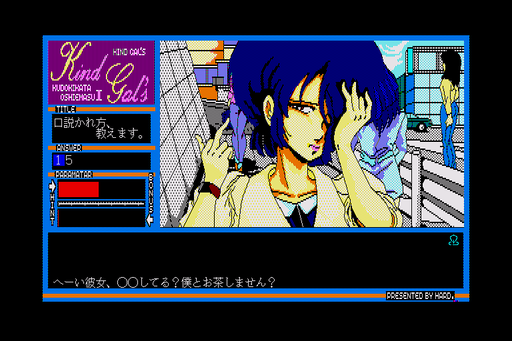 Kind Gal's
KIND GAL'S
KUDOKIKATA
OSHIEMASU I
TITLE
口説かれ方、
教えます。
ANSWER
15
PARAMATAR
HINT
BONUS
へーい彼女、〇〇してる?僕とお茶しません?
PRESENTED BY HARD.